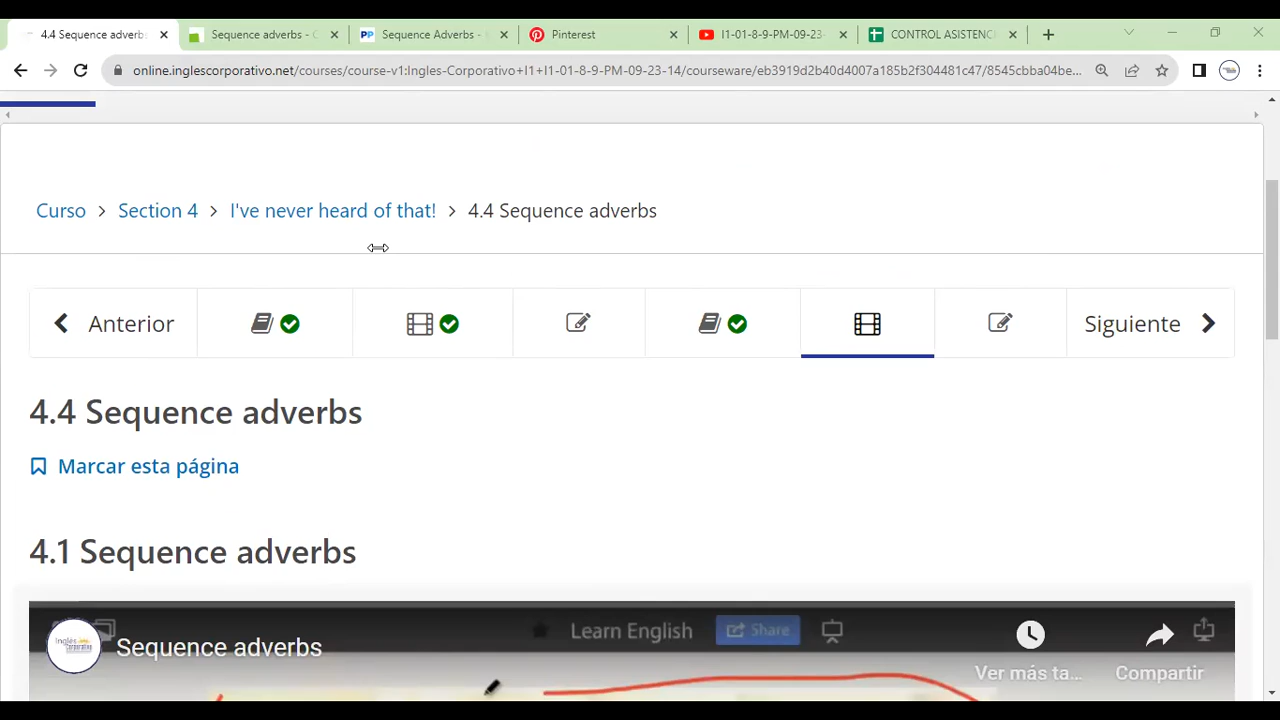 4.4 Sequence adverbs
Sequence adverbs - C
Sequence Adverbs -
Pinterest
I1-01-8-9-PM-09-23-
CONTROL ASISTENCI
online.inglescorporativo.net/courses/course-v1:Ingles-Corporativo+I1+I1-01-8-9-PM-09-23-14/courseware/eb3919d2b40d4007a185b2f304481c47/8545cbba04be...
Curso > Section 4 > I've never heard of that! > 4.4 Sequence adverbs
Anterior
Siguiente
4.4 Sequence adverbs
Marcar esta página
4.1 Sequence adverbs
Learn English
Share
Sequence adverbs
Ver más ta...
Compartir